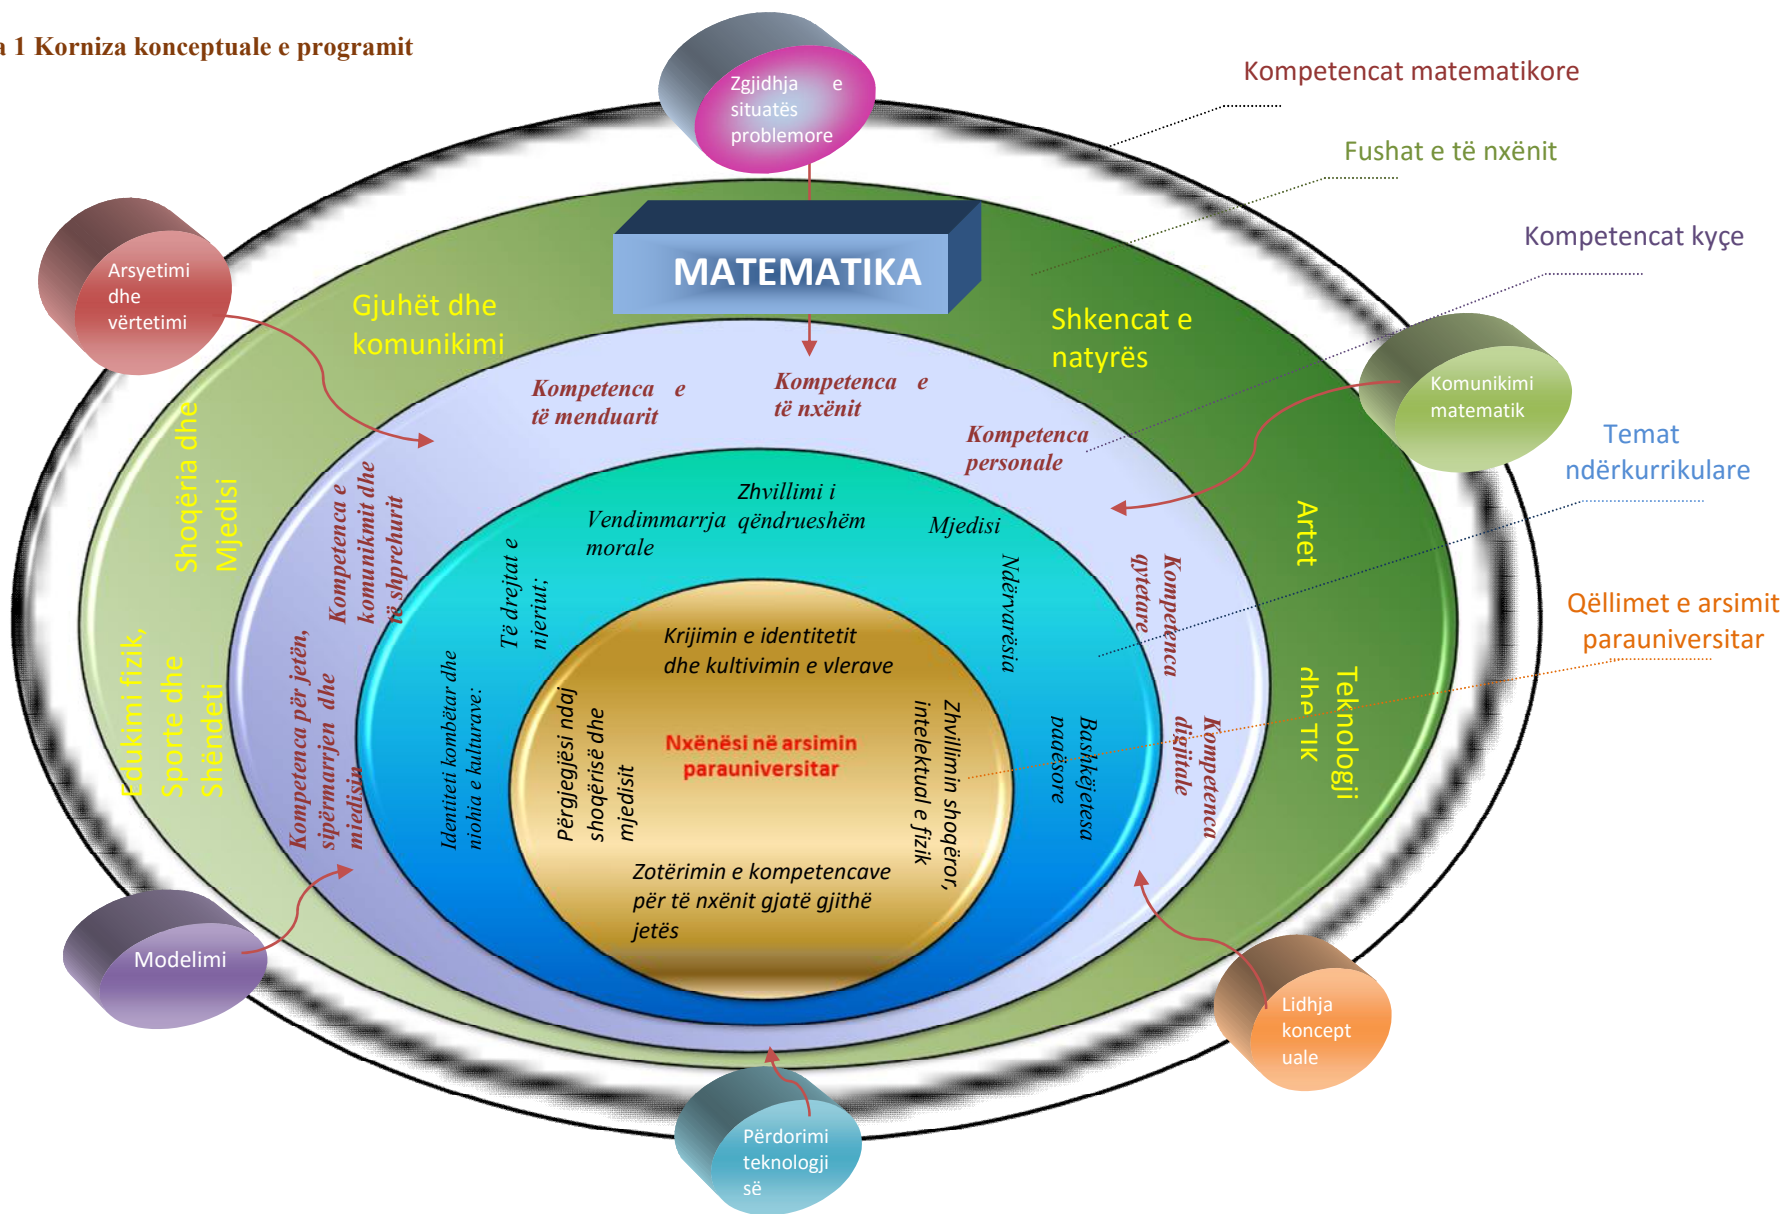 a 1 Korniza konceptuale e programit
Zgjidhja e
situatës
problemore
Kompetencat matematikore
Fushat e të nxënit
Kompetencat kyçe
Temat
ndërkurrikulare
Qëllimet e arsimit
parauniversitar
Arsyetimi
dhe
vërtetimi
MATEMATIKA
Gjuhët dhe
komunikimi
Shkencat e
natyrës
Komunikimi
matematik
Kompetenca e
të menduarit
Kompetenca e
të nxënit
Kompetenca
personale
Shoqëria dhe
Mjedisi
Kompetenca e
komunikmit dhe
të shprehurit
Artet
Kompetenca
qytetare
Zhvillimi i
qëndrueshëm
Vendimmarrja
morale
Mjedisi
Të drejtat e
njeriut;
Ndërvarësia
Krijimin e identitetit
dhe kultivimin e vlerave
Edukimi fizik,
Sporte dhe
Shëndeti
Kompetenca për jetën,
sipërmarrjen dhe
mjedisin
Identiteti kombëtar dhe
njohja e kulturave:
Përgjegjësi ndaj
shoqërisë dhe
mjedisit
Nxënësi në arsimin
parauniversitar
Zhvillimin shoqëror,
intelektual e fizik
Bashkëjetesa
paqësore
Kompetenca
digjitale
Teknologji
dhe TIK
Zotërimin e kompetencave
për të nxënit gjatë gjithë
jetës
Modelimi
Lidhja
koncept
uale
Përdorimi
teknologji
së